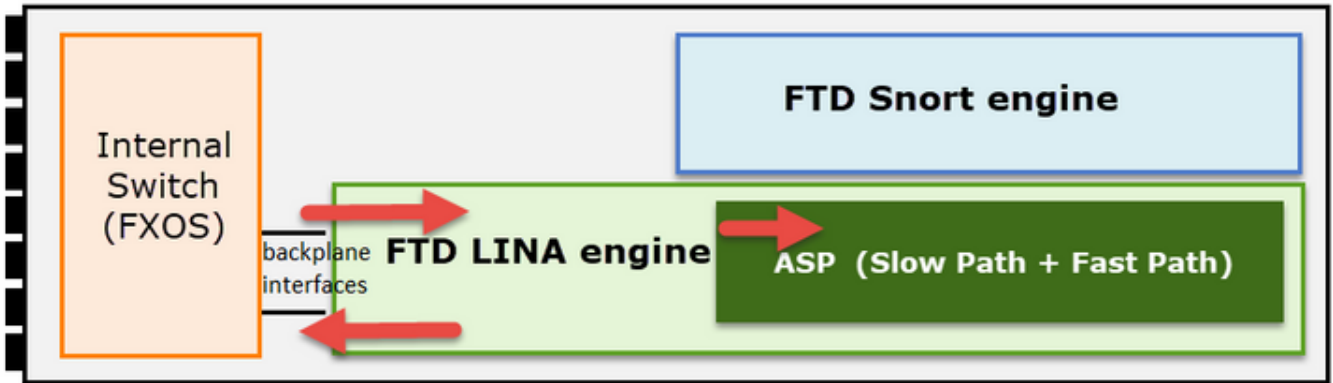 Internal
Switch
(FXOS)
backplane
interfaces
FTD Snort engine
FTD LINA engine
ASP (Slow Path + Fast Path)